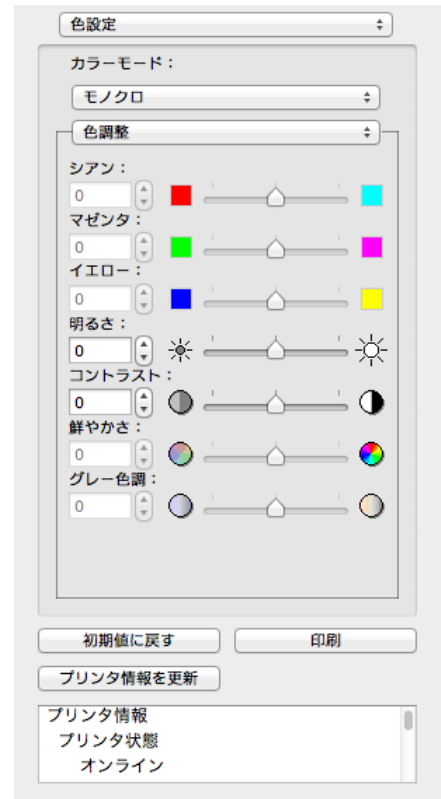 色設定
カラーモード：
モノクロ
色調整
シアン：
0
マゼンタ：
0
イエロー：
0
明るさ：
0
コントラスト：
0
鮮やかさ：
0
グレー色調：
0
初期値に戻す 印刷
プリンタ情報を更新
プリンタ情報
プリンタ状態
オンライン